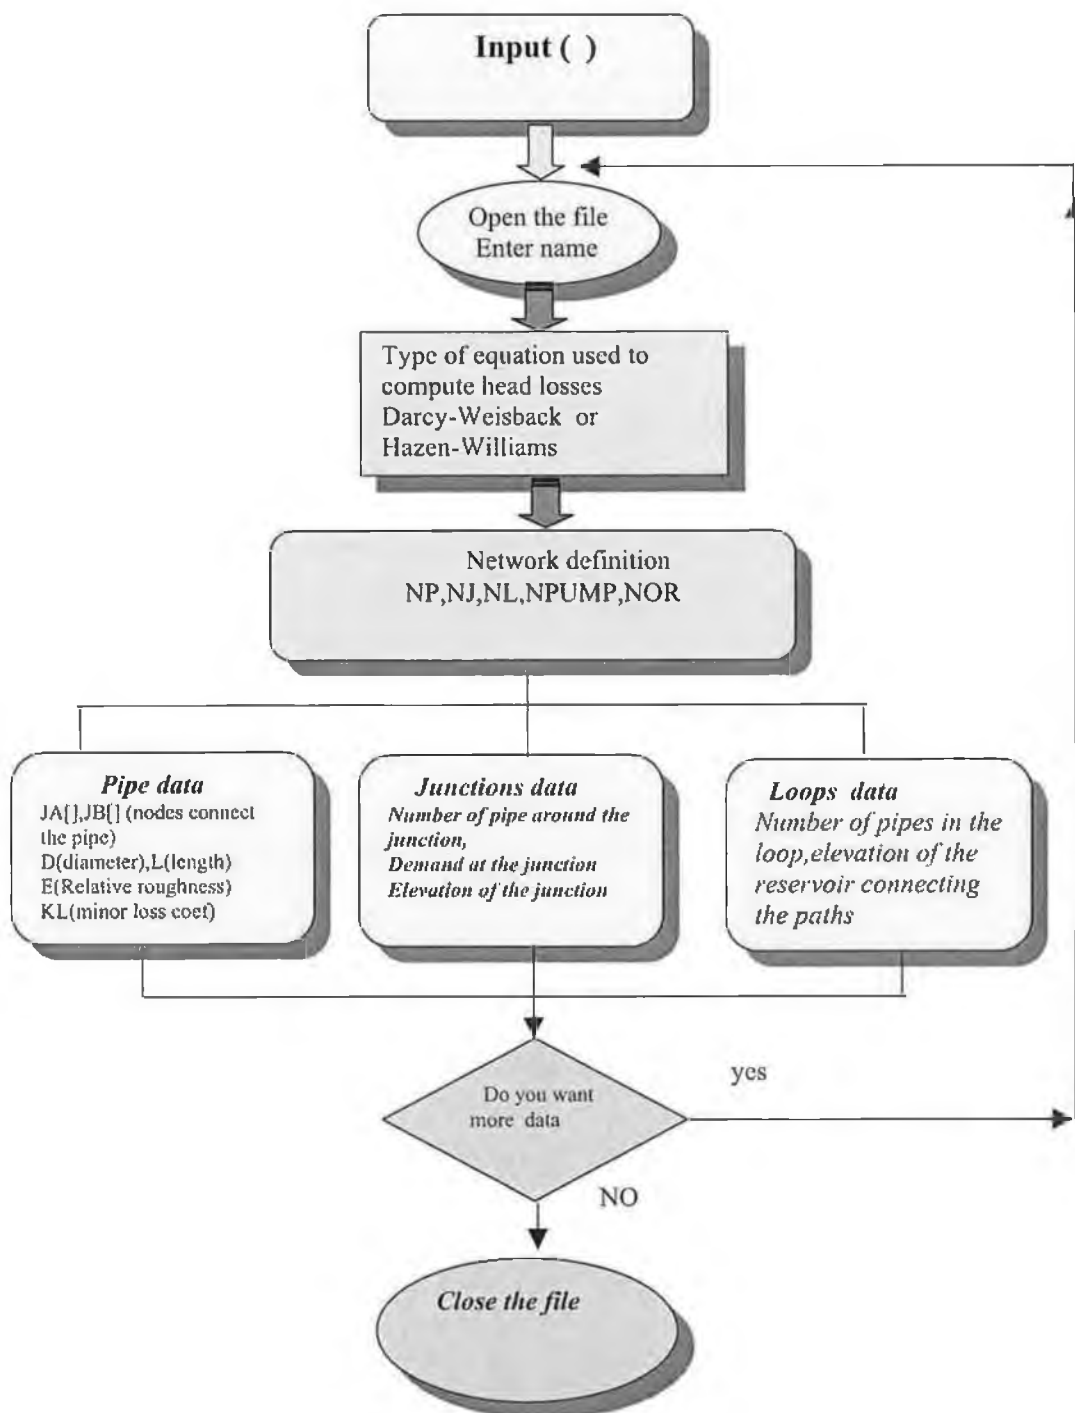 Input ( )
Open the file
Enter name
Type of equation used to
compute head losses
Darcy-Weisback or
Hazen-Williams
Network definition
NP,NJ,NL,NPUMP,NOR
Pipe data
JA[],JB[] (nodes connect
the pipe)
D(diameter),L(length)
E(Relative roughness)
KL(minor loss coef)
Junctions data
Number of pipe around the
junction,
Demand at the junction
Elevation of the junction
Loops data
Number of pipes in the
loop,elevation of the
reservoir connecting
the paths
Do you want
more data
yes
NO
Close the file